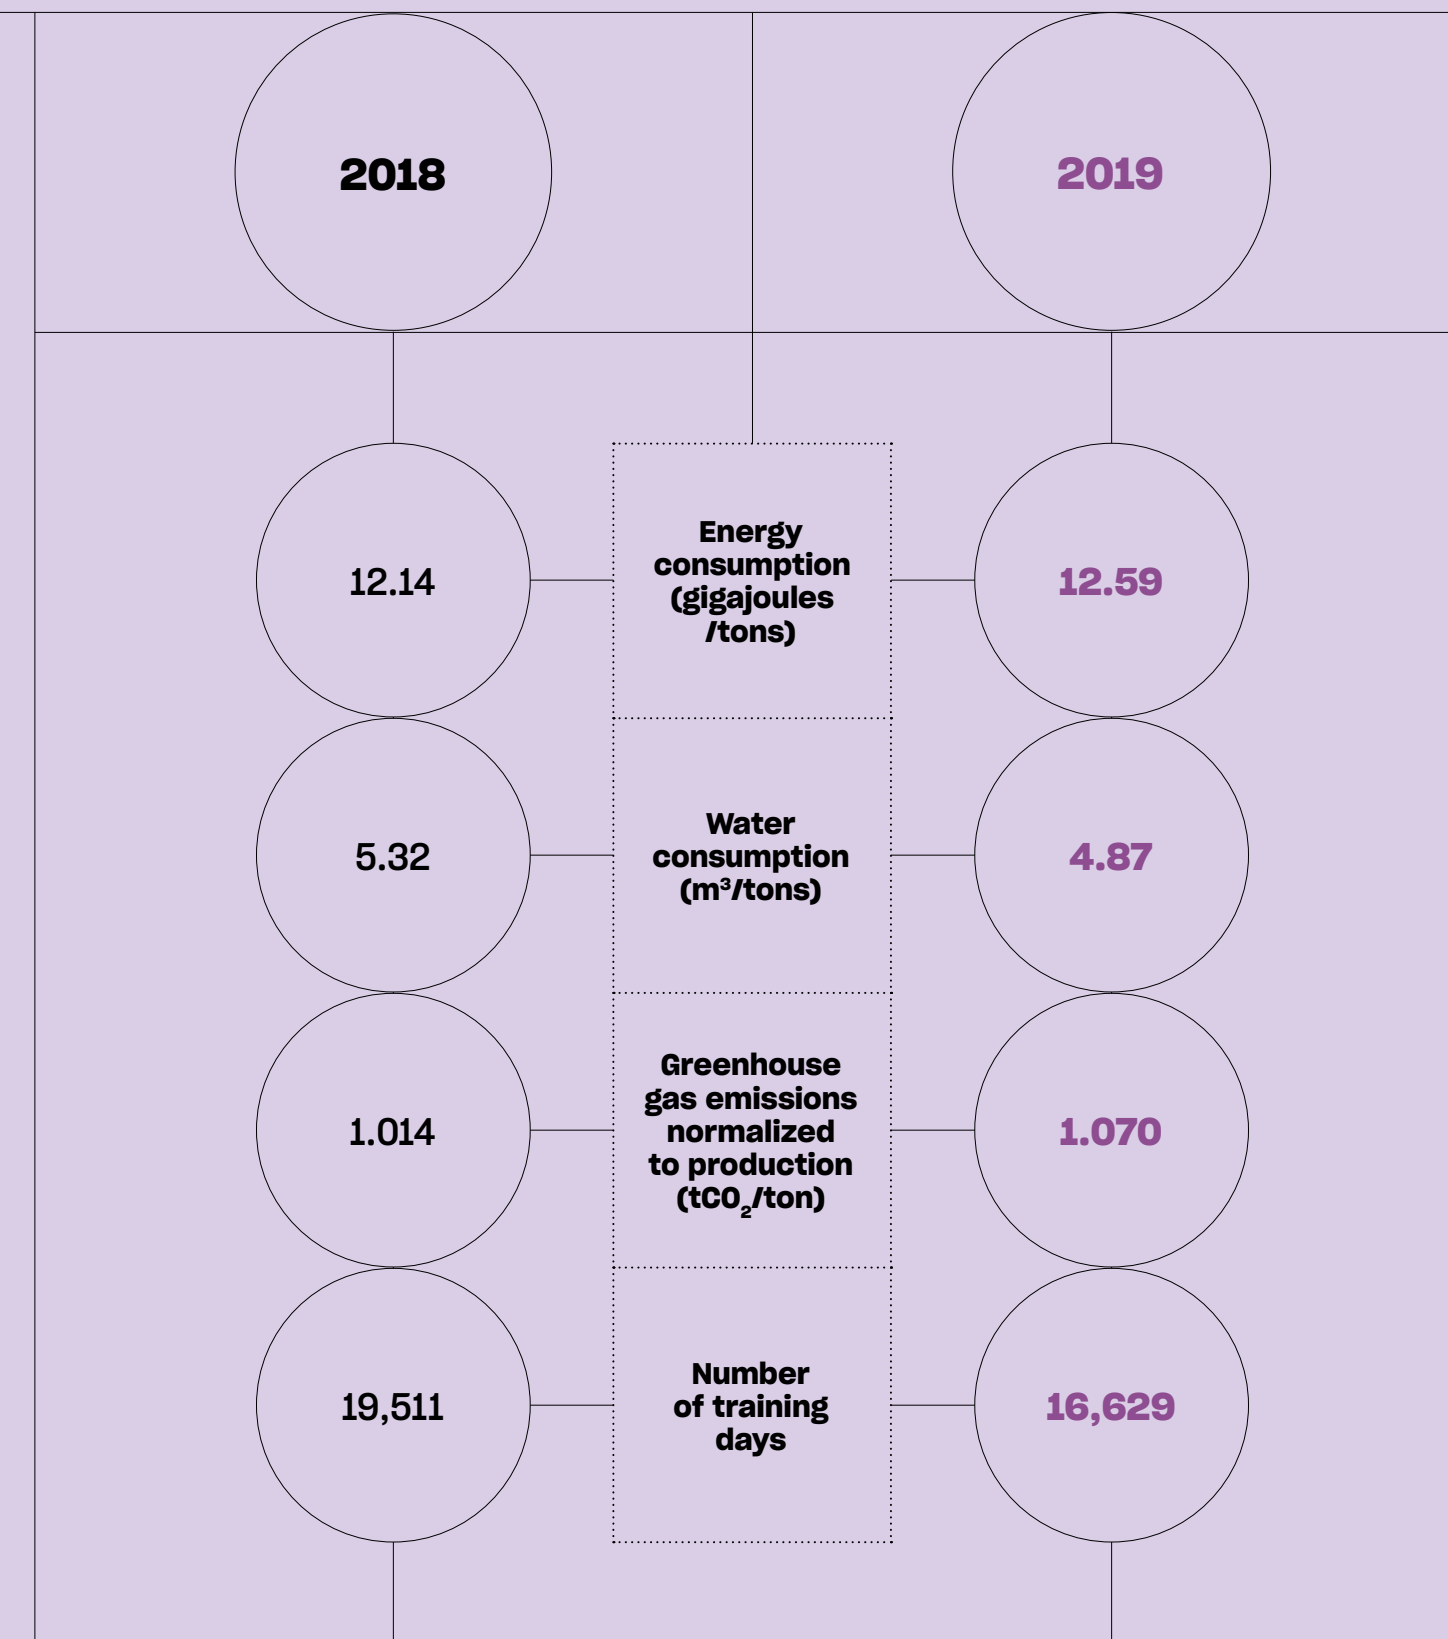 2018
2019
12.14
Energy
consumption
(gigajoules
/tons)
12.59
5.32
Water
consumption
(m³/tons)
4.87
1.014
Greenhouse
gas emissions
normalized
to production
(tCO₂/ton)
1.070
19,511
Number
of training
days
16,629